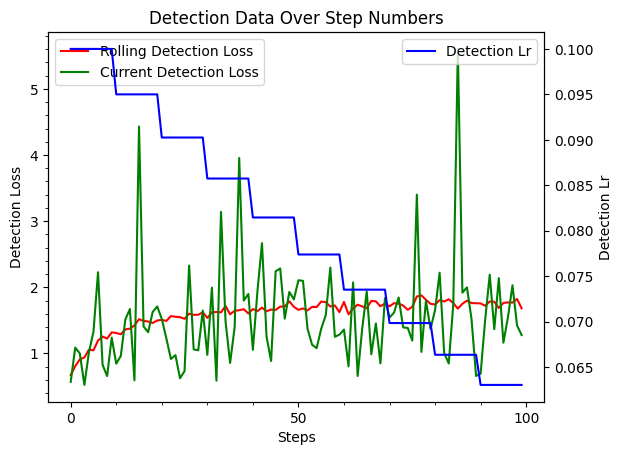 Detection Data Over Step Numbers
Rolling Detection Loss
Current Detection Loss
Detection Lr
5
4
3
2
1
Detection Loss
0.100
0.095
0.090
0.085
0.080
0.075
0.070
0.065
Detection Lr
0
50
100
Steps